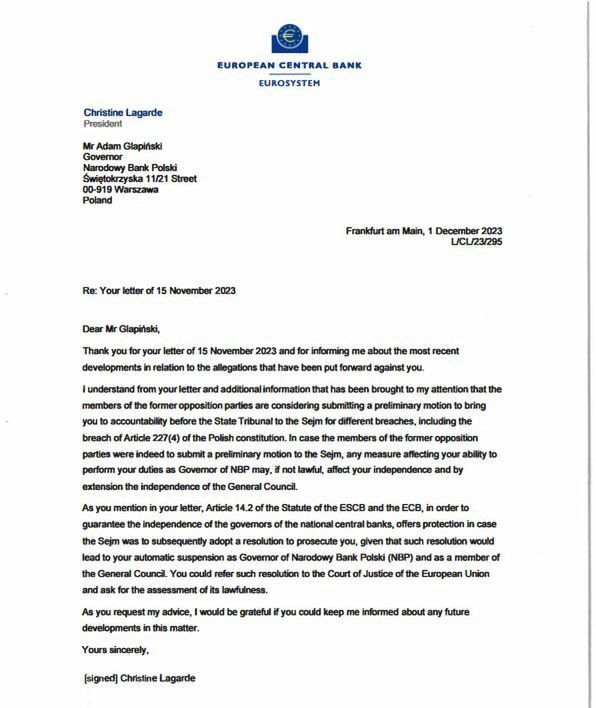 EUROPEAN CENTRAL BANK
EUROSYSTEM
Christine Lagarde
President
Mr Adam Glapiński
Governor
Narodowy Bank Polski
Świętokrzyska 11/21 Street
00-919 Warszawa
Poland
Frankfurt am Main, 1 December 2023
L/CL/23/295
Re: Your letter of 15 November 2023
Dear Mr Glapiński,
Thank you for your letter of 15 November 2023 and for informing me about the most recent
developments in relation to the allegations that have been put forward against you.
I understand from your letter and additional information that has been brought to my attention that the
members of the former opposition parties are considering submitting a preliminary motion to bring
you to accountability before the State Tribunal to the Sejm for different breaches, including the
breach of Article 227(4) of the Polish constitution. In case the members of the former opposition
parties were indeed to submit a preliminary motion to the Sejm, any measure affecting your ability to
perform your duties as Governor of NBP may, if not lawful, affect your independence and by
extension the independence of the General Council.
As you mention in your letter, Article 14.2 of the Statute of the ESCB and the ECB, in order to
guarantee the independence of the governors of the national central banks, offers protection in case
the Sejm was to subsequently adopt a resolution to prosecute you, given that such resolution would
lead to your automatic suspension as Governor of Narodowy Bank Polski (NBP) and as a member of
the General Council. You could refer such resolution to the Court of Justice of the European Union
and ask for the assessment of its lawfulness.
As you request my advice, I would be grateful if you could keep me informed about any future
developments in this matter.
Yours sincerely,
[signed] Christine Lagarde